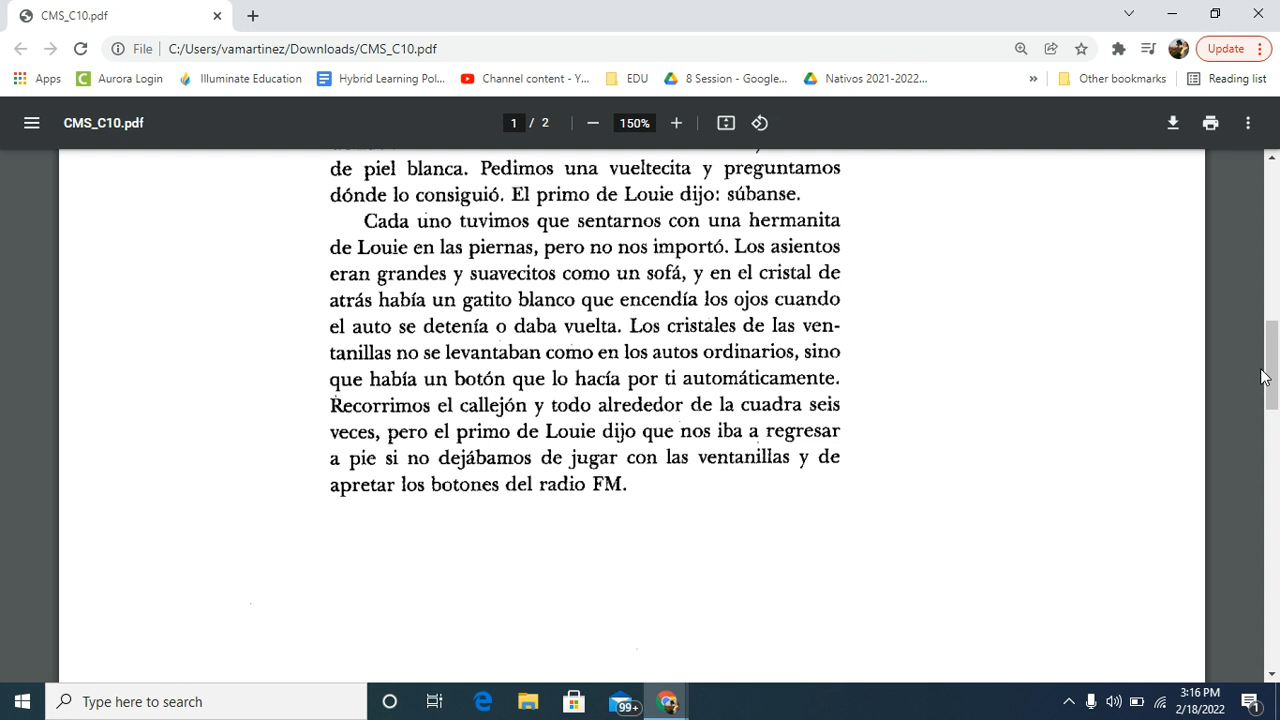 CMS_C10.pdf
File C:/Users/vamartinez/Downloads/CMS_C10.pdf Update
Apps Aurora Login Illuminate Education Hybrid Learning Pol... Channel content - Y... EDU 8 Session - Google... Nativos 2021-2022... » Other bookmarks Reading list
CMS_C10.pdf 1 / 2 150%
de piel blanca. Pedimos una vueltecita y preguntamos
dónde lo consiguió. El primo de Louie dijo: súbanse.
Cada uno tuvimos que sentarnos con una hermanita
de Louie en las piernas, pero no nos importó. Los asientos
eran grandes y suavecitos como un sofá, y en el cristal de
atrás había un gatito blanco que encendía los ojos cuando
el auto se detenía o daba vuelta. Los cristales de las ven-
tanillas no se levantaban como en los autos ordinarios, sino
que había un botón que lo hacía por ti automáticamente.
Recorrimos el callejón y todo alrededor de la cuadra seis
veces, pero el primo de Louie dijo que nos iba a regresar
a pie si no dejábamos de jugar con las ventanillas y de
apretar los botones del radio FM.
Type here to search 99+ 3:16 PM
2/18/2022 1